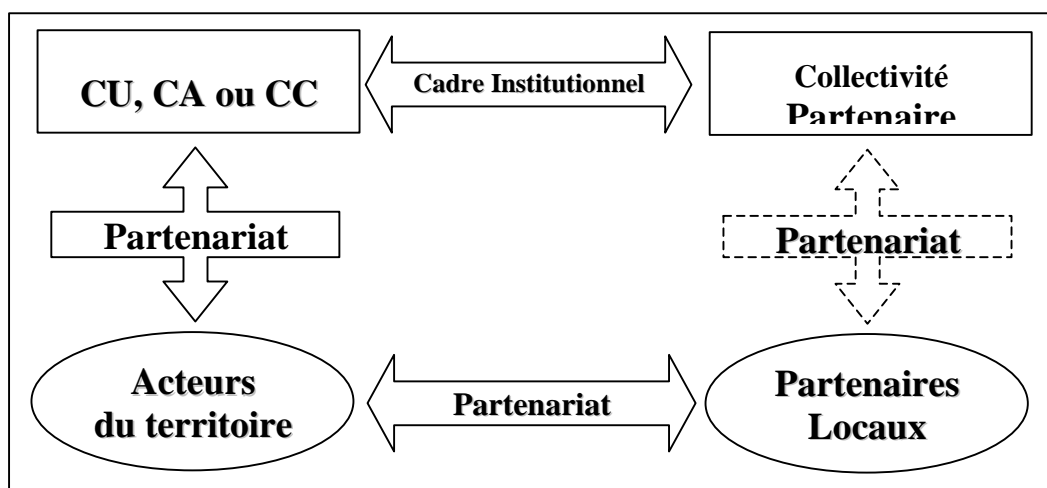 CU, CA ou CC
Cadre Institutionnel
Collectivité
Partenaire
Partenariat
Partenariat
Acteurs
du territoire
Partenariat
Partenaires
Locaux